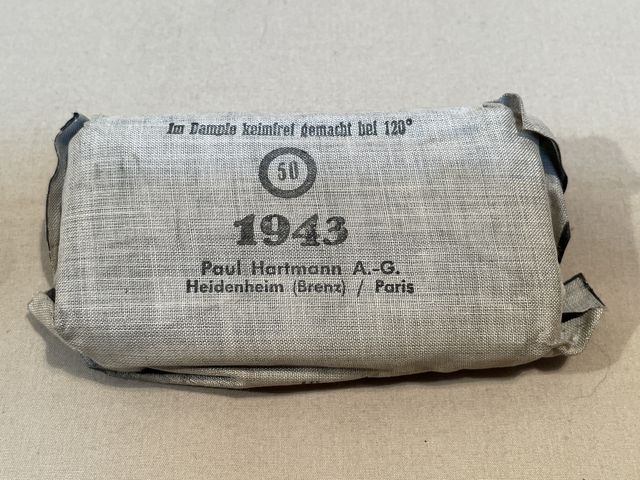 Im Dampfe keimfrei gemacht bei 120°
50
1943
Paul Hartmann A.-G.
Heidenheim (Brenz) / Paris